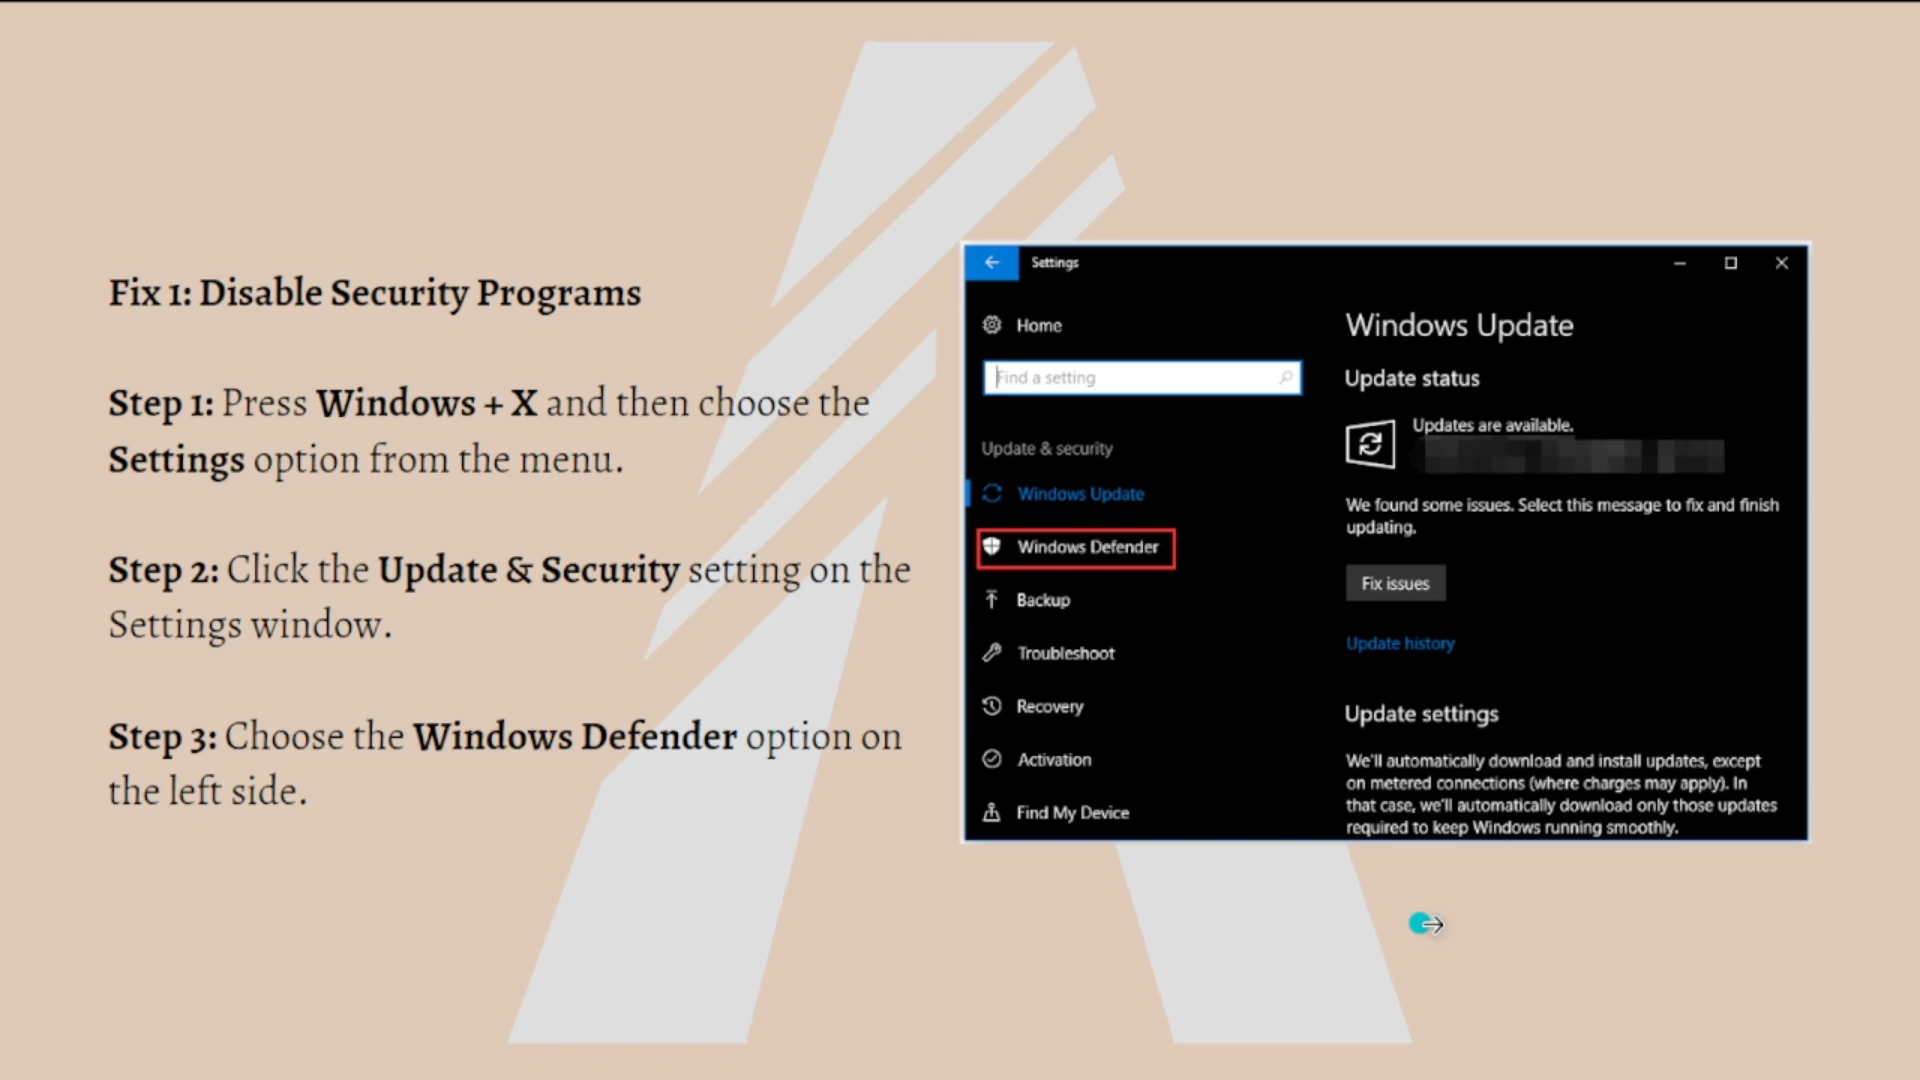 Fix 1: Disable Security Programs
Step 1: Press Windows + X and then choose the
Settings option from the menu.
Step 2: Click the Update & Security setting on the
Settings window.
Step 3: Choose the Windows Defender option on
the left side.
Settings
Home
Find a setting
Update & security
Windows Update
Windows Defender
Backup
Troubleshoot
Recovery
Activation
Find My Device
Windows Update
Update status
Updates are available.
We found some issues. Select this message to fix and finish
updating.
Fix issues
Update history
Update settings
We'll automatically download and install updates, except
on metered connections (where charges may apply). In
that case, we'll automatically download only those updates
required to keep Windows running smoothly.